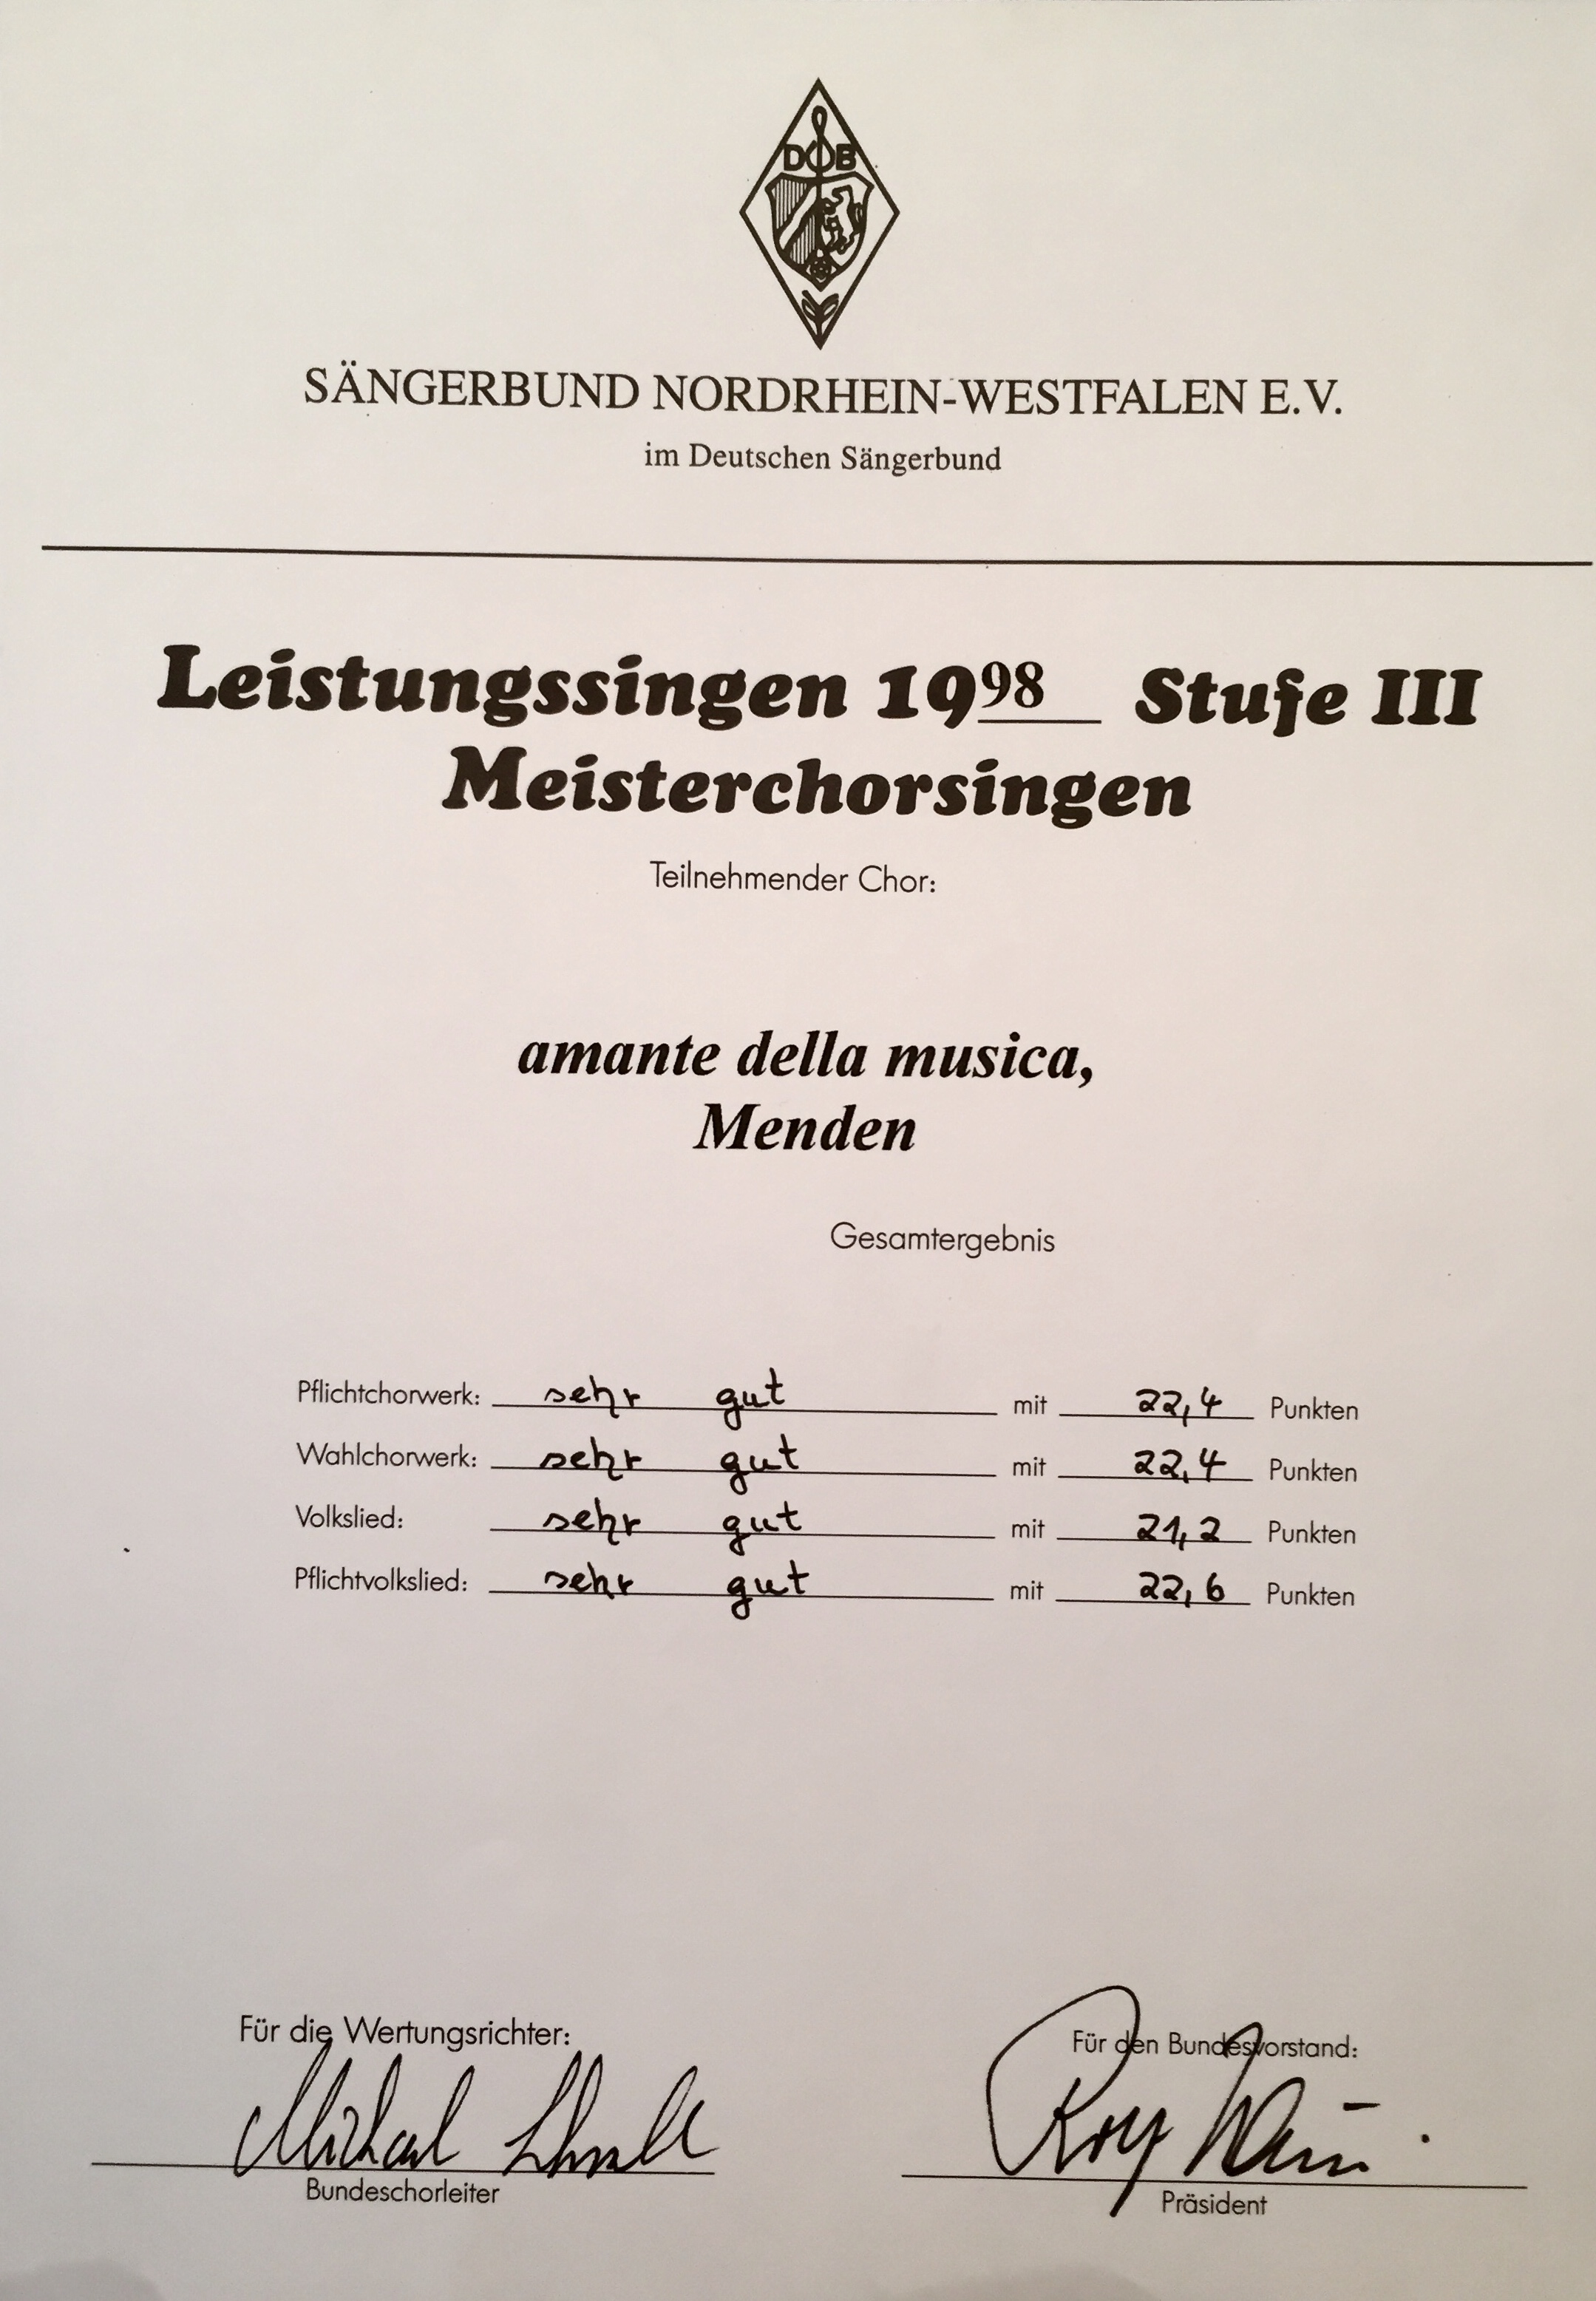 DSB
SÄNGERBUND NORDRHEIN-WESTFALEN E.V.
im Deutschen Sängerbund
Leistungssingen 1998 Stufe III
Meisterchorsingen
Teilnehmender Chor:
amante della musica,
Menden
Gesamtergebnis
Pflichtchorwerk: sehr gut mit 22,4 Punkten
Wahlchorwerk: sehr gut mit 22,4 Punkten
Volkslied: sehr gut mit 21,2 Punkten
Pflichtvolkslied: sehr gut mit 22,6 Punkten
Für die Wertungsrichter: Für den Bundesvorstand:
Michael
Bundeschorleiter Präsident